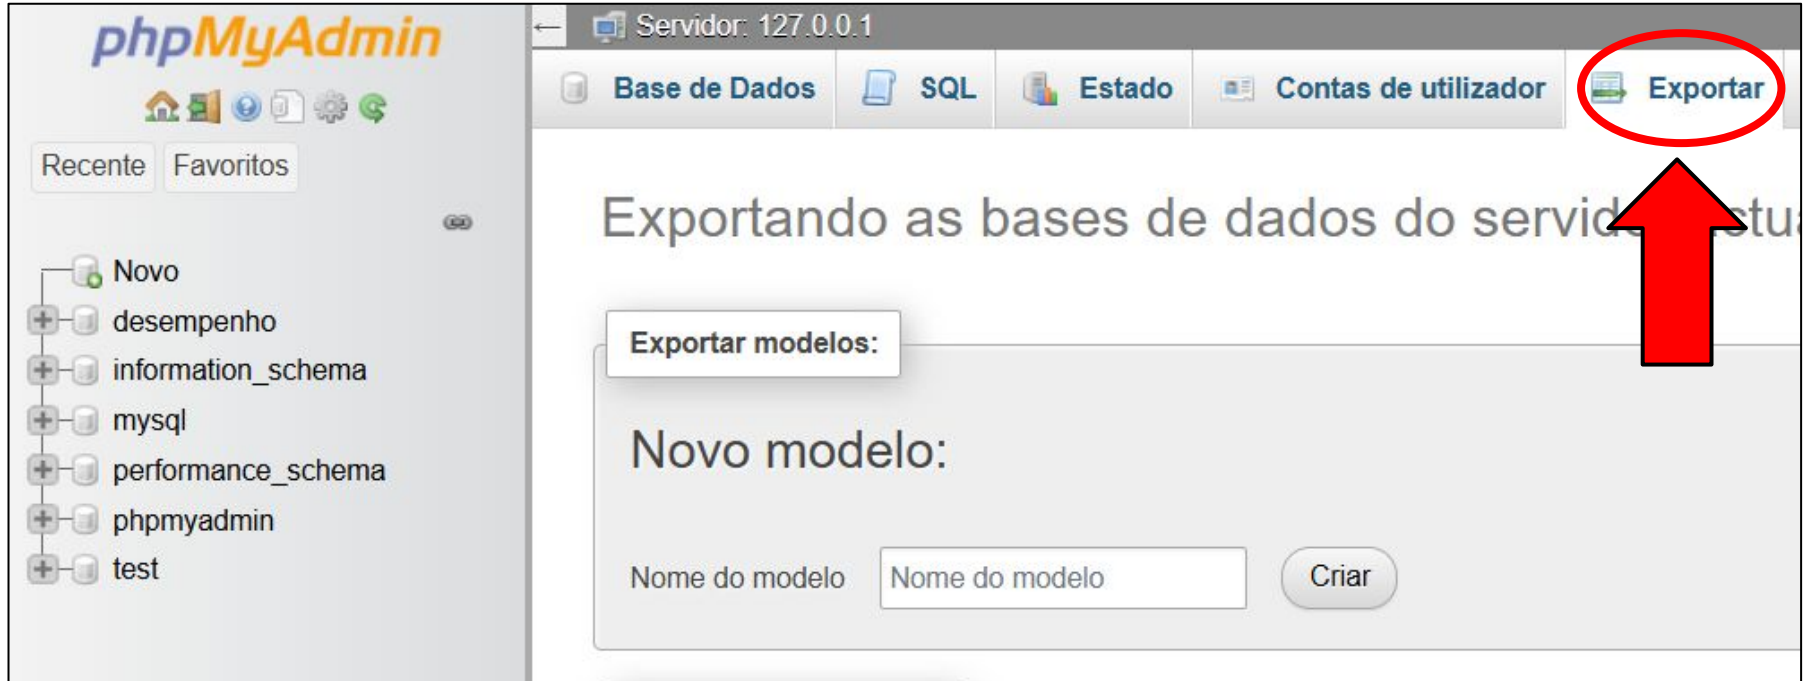 phpMyAdmin
Recente Favoritos
Novo
desempenho
information_schema
mysql
performance_schema
phpmyadmin
test
← Servidor: 127.0.0.1
Base de Dados SQL Estado Contas de utilizador Exportar
Exportando as bases de dados do
Exportar modelos:
Novo modelo:
Nome do modelo Nome do modelo Criar